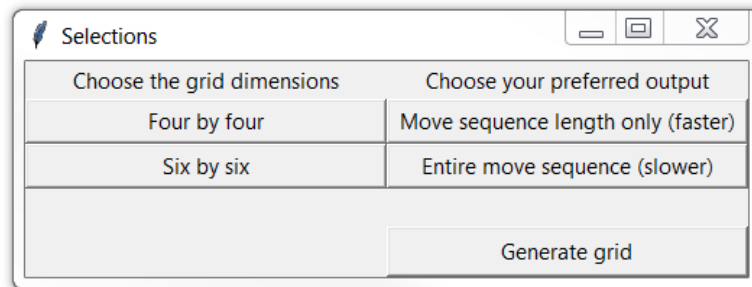 Selections
Choose the grid dimensions
Choose your preferred output
Four by four
Move sequence length only (faster)
Six by six
Entire move sequence (slower)
Generate grid